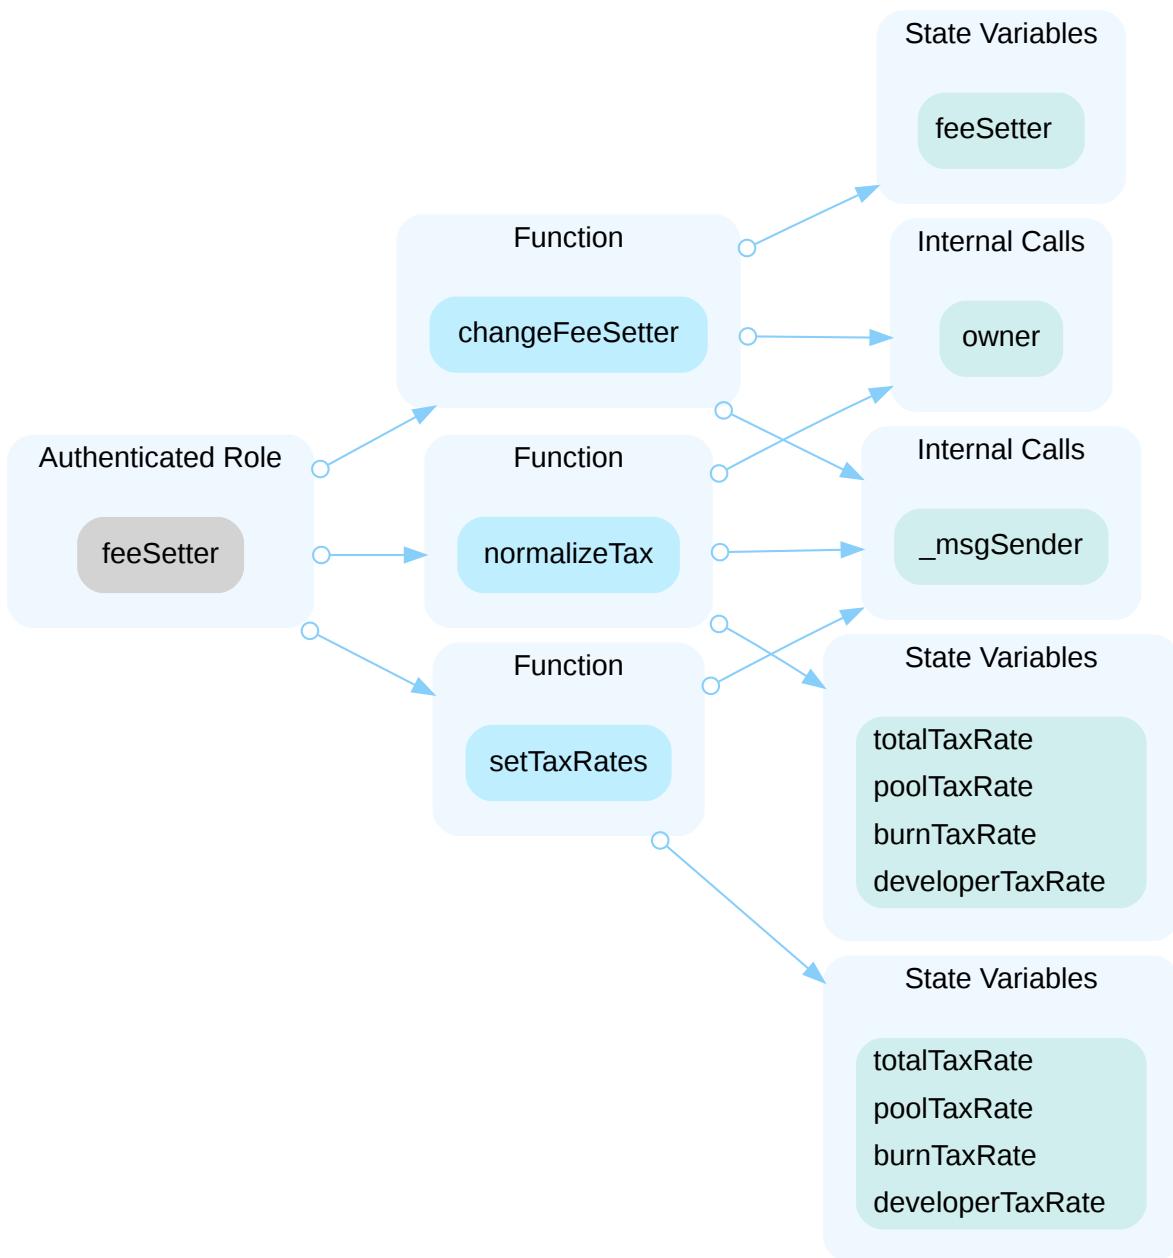 Authenticated Role
feeSetter
Function
changeFeeSetter
Function
normalizeTax
Function
setTaxRates
State Variables
feeSetter
Internal Calls
owner
Internal Calls
_msgSender
State Variables
totalTaxRate
poolTaxRate
burnTaxRate
developerTaxRate
State Variables
totalTaxRate
poolTaxRate
burnTaxRate
developerTaxRate